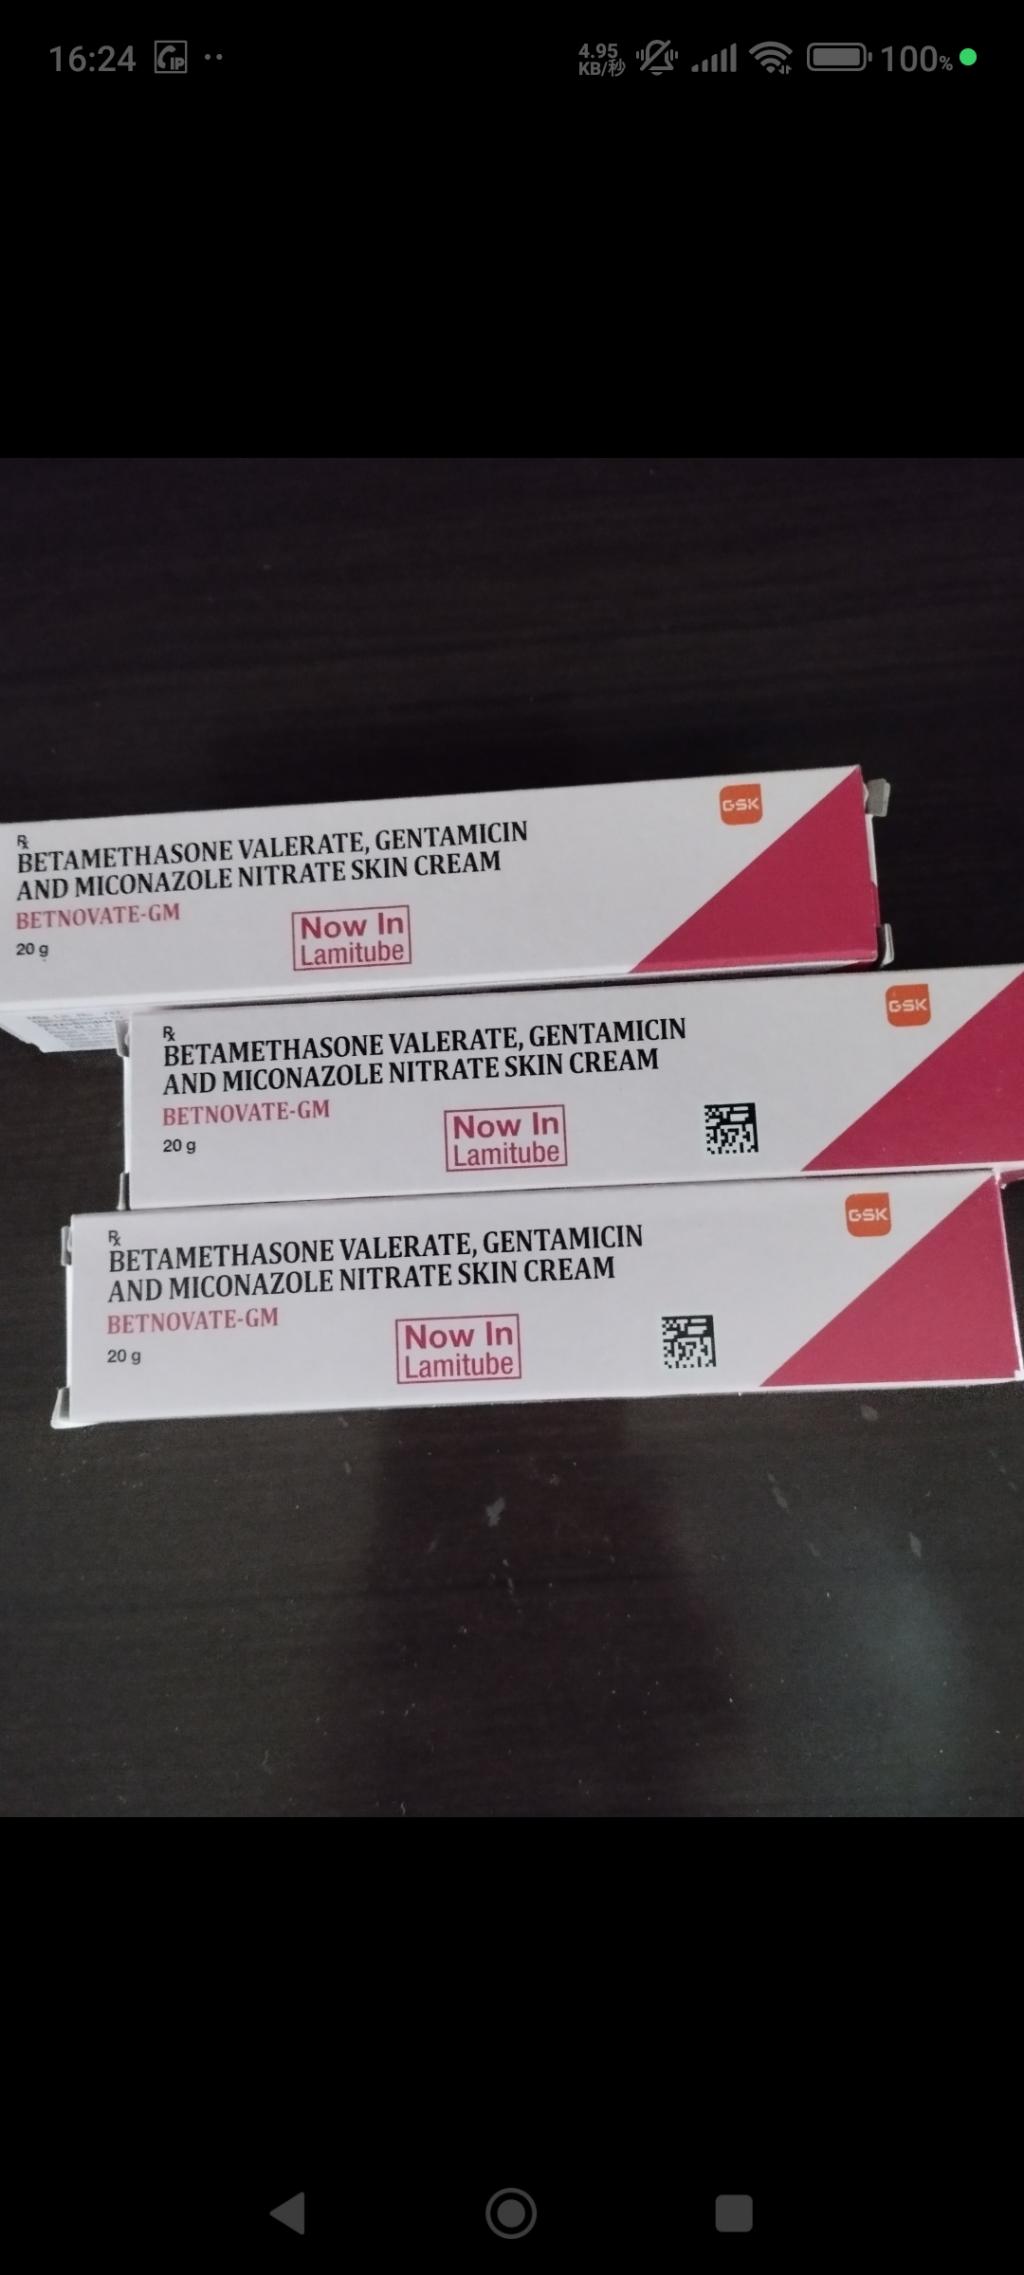 16:24
4.95
KB/秒
100%
GSK
℞
BETAMETHASONE VALERATE, GENTAMICIN
AND MICONAZOLE NITRATE SKIN CREAM
BETNOVATE-GM
20 g
Now In
Lamitube
GSK
℞
BETAMETHASONE VALERATE, GENTAMICIN
AND MICONAZOLE NITRATE SKIN CREAM
BETNOVATE-GM
20 g
Now In
Lamitube
GSK
℞
BETAMETHASONE VALERATE, GENTAMICIN
AND MICONAZOLE NITRATE SKIN CREAM
BETNOVATE-GM
20 g
Now In
Lamitube